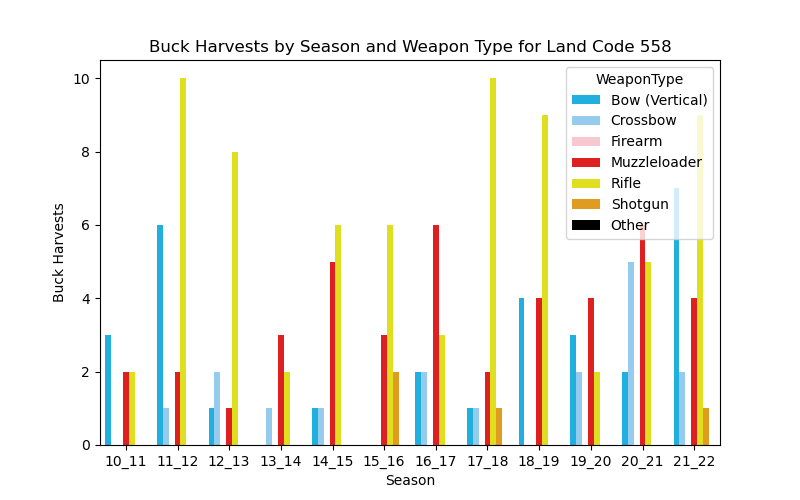 Buck Harvests by Season and Weapon Type for Land Code 558
WeaponType
Bow (Vertical)
Crossbow
Firearm
Muzzleloader
Rifle
Shotgun
Other
Buck Harvests
10
8
6
4
2
0
10_11 11_12 12_13 13_14 14_15 15_16 16_17 17_18 18_19 19_20 20_21 21_22
Season